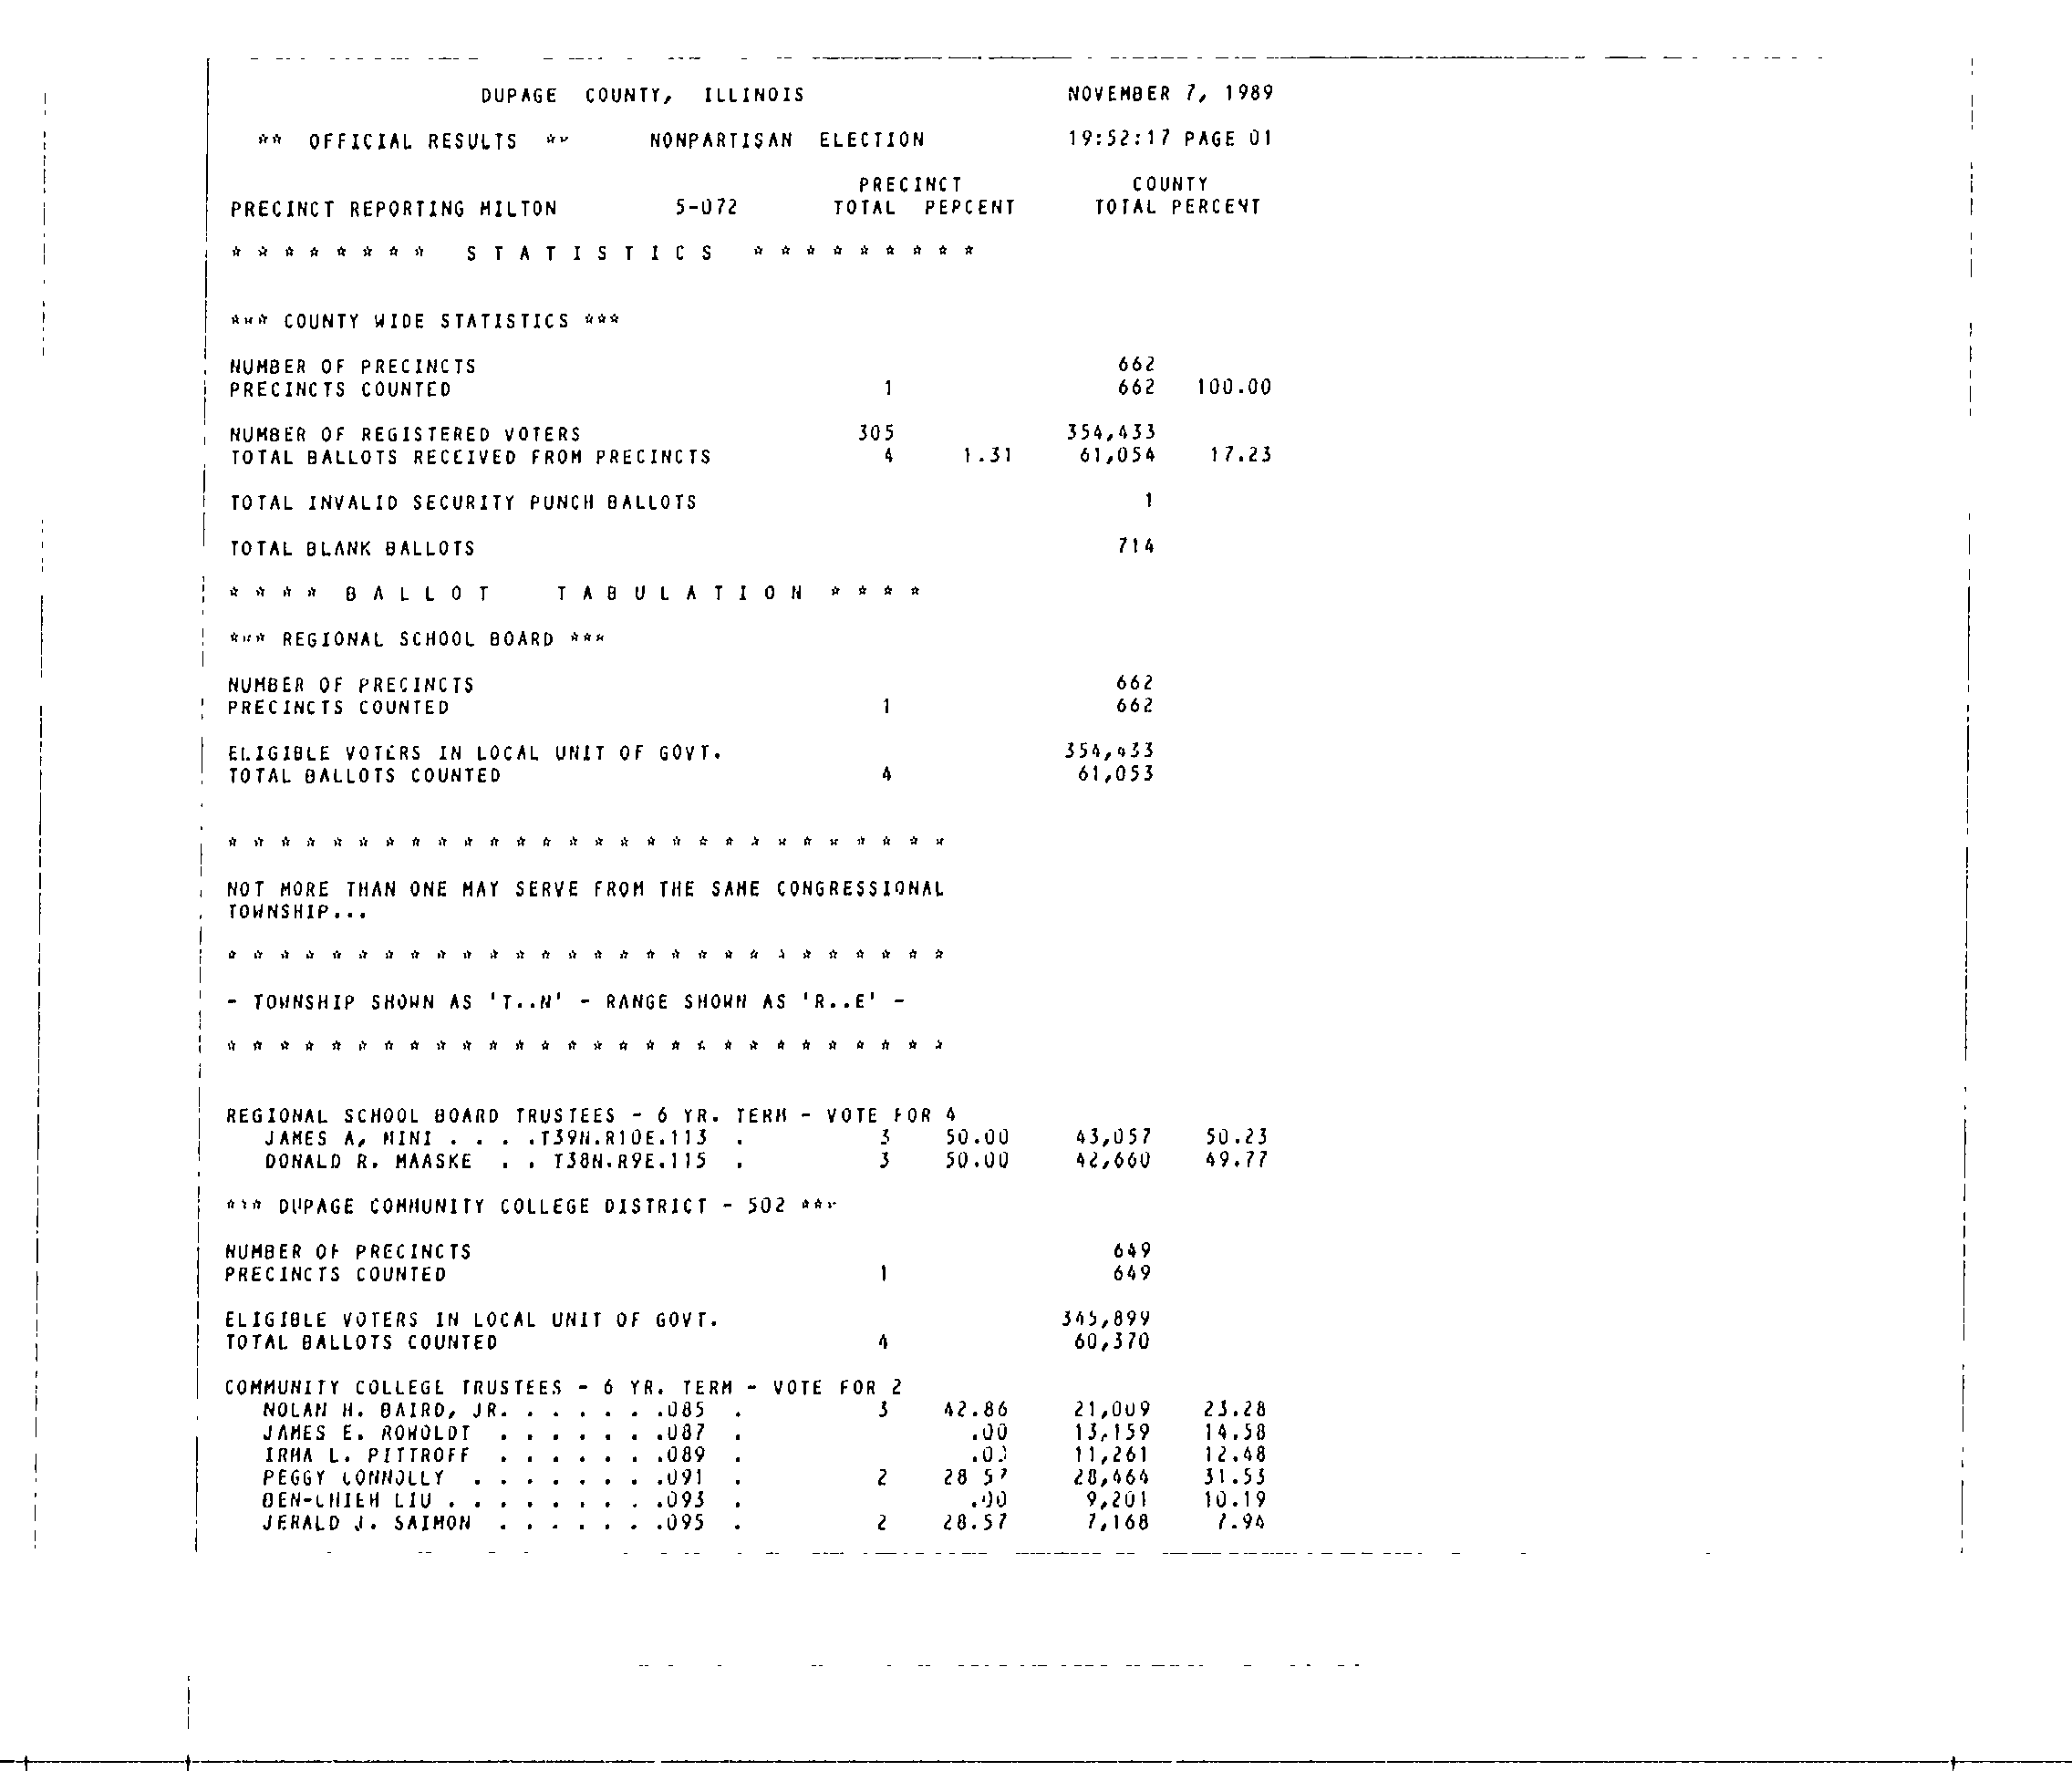 DUPAGE COUNTY, ILLINOIS NOVEMBER 7, 1989
** OFFICIAL RESULTS ** NONPARTISAN ELECTION 19:52:17 PAGE 01
PRECINCT COUNTY
PRECINCT REPORTING MILTON 5-072 TOTAL PERCENT TOTAL PERCENT
* * * * * * * * S T A T I S T I C S * * * * * * * * *
*** COUNTY WIDE STATISTICS ***
NUMBER OF PRECINCTS 662
PRECINCTS COUNTED 1 662 100.00
NUMBER OF REGISTERED VOTERS 305 354,433
TOTAL BALLOTS RECEIVED FROM PRECINCTS 4 1.31 61,054 17.23
TOTAL INVALID SECURITY PUNCH BALLOTS 1
TOTAL BLANK BALLOTS 714
* * * * B A L L O T T A B U L A T I O N * * * *
*** REGIONAL SCHOOL BOARD ***
NUMBER OF PRECINCTS 662
PRECINCTS COUNTED 1 662
ELIGIBLE VOTERS IN LOCAL UNIT OF GOVT. 354,433
TOTAL BALLOTS COUNTED 4 61,053
* * * * * * * * * * * * * * * * * * * * * * * * * * * *
NOT MORE THAN ONE MAY SERVE FROM THE SAME CONGRESSIONAL
TOWNSHIP...
* * * * * * * * * * * * * * * * * * * * * * * * * * * *
- TOWNSHIP SHOWN AS 'T..N' - RANGE SHOWN AS 'R..E' -
* * * * * * * * * * * * * * * * * * * * * * * * * * * *
REGIONAL SCHOOL BOARD TRUSTEES - 6 YR. TERM - VOTE FOR 4
JAMES A. MINI . . . .T39N.R10E.113 . 3 50.00 43,057 50.23
DONALD R. MAASKE . . T38N.R9E.115 . 3 50.00 42,660 49.77
*** DUPAGE COMMUNITY COLLEGE DISTRICT - 502 ***
NUMBER OF PRECINCTS 649
PRECINCTS COUNTED 1 649
ELIGIBLE VOTERS IN LOCAL UNIT OF GOVT. 345,899
TOTAL BALLOTS COUNTED 4 60,370
COMMUNITY COLLEGE TRUSTEES - 6 YR. TERM - VOTE FOR 2
NOLAN H. BAIRD, JR. . . . . . .085 . 3 42.86 21,009 23.28
JAMES E. ROWOLDT . . . . . . .087 . .00 13,159 14.58
IRMA L. PITTROFF . . . . . . .089 . .00 11,261 12.48
PEGGY CONNOLLY . . . . . . . .091 . 2 28.57 28,464 31.53
BEN-CHIEH LIU . . . . . . . . .093 . .00 9,201 10.19
JERALD J. SAIMON . . . . . . .095 . 2 28.57 7,168 7.94